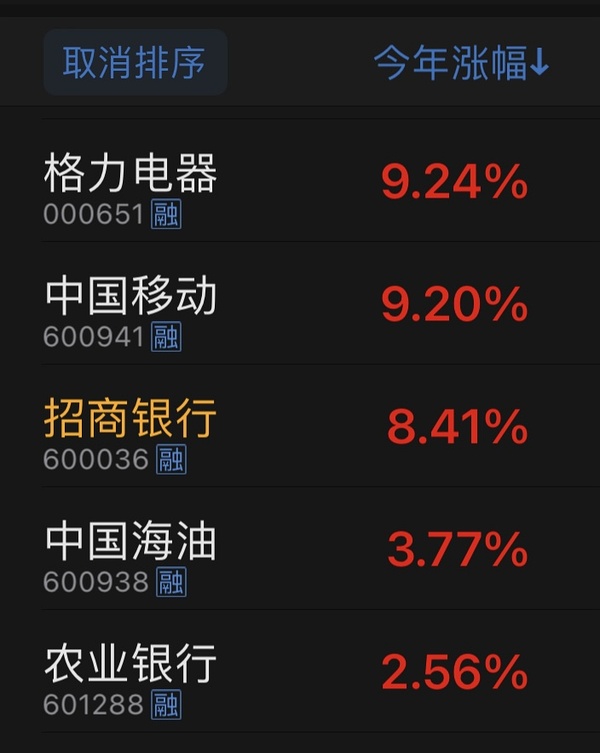 取消排序 今年涨幅↓
格力电器 9.24%
000651 融
中国移动 9.20%
600941 融
招商银行 8.41%
600036 融
中国海油 3.77%
600938 融
农业银行 2.56%
601288 融